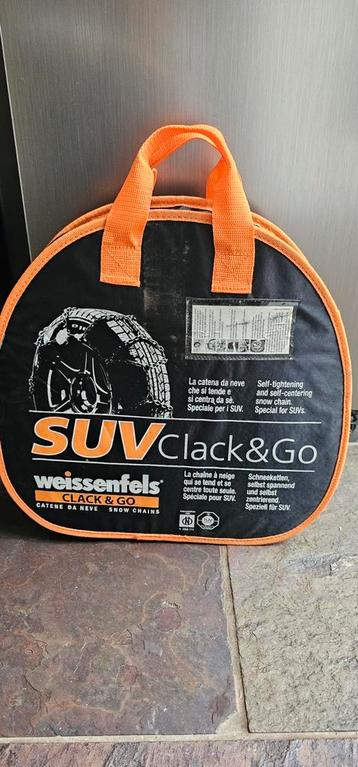 La catena da neve
che si tende e
si centra da sé.
Speciale per i SUV.
Self-tightening
and self-centering
snow chain.
Special for SUVs.
SUV Clack&Go
weissenfels®
CLACK & GO
CATENE DA NEVE SNOW CHAINS
La chaîne à neige
qui se tend et se
centre toute seule.
Spéciale pour SUV.
Schneeketten,
selbst spannend
und selbst
zentrierend.
Speziell für SUV.